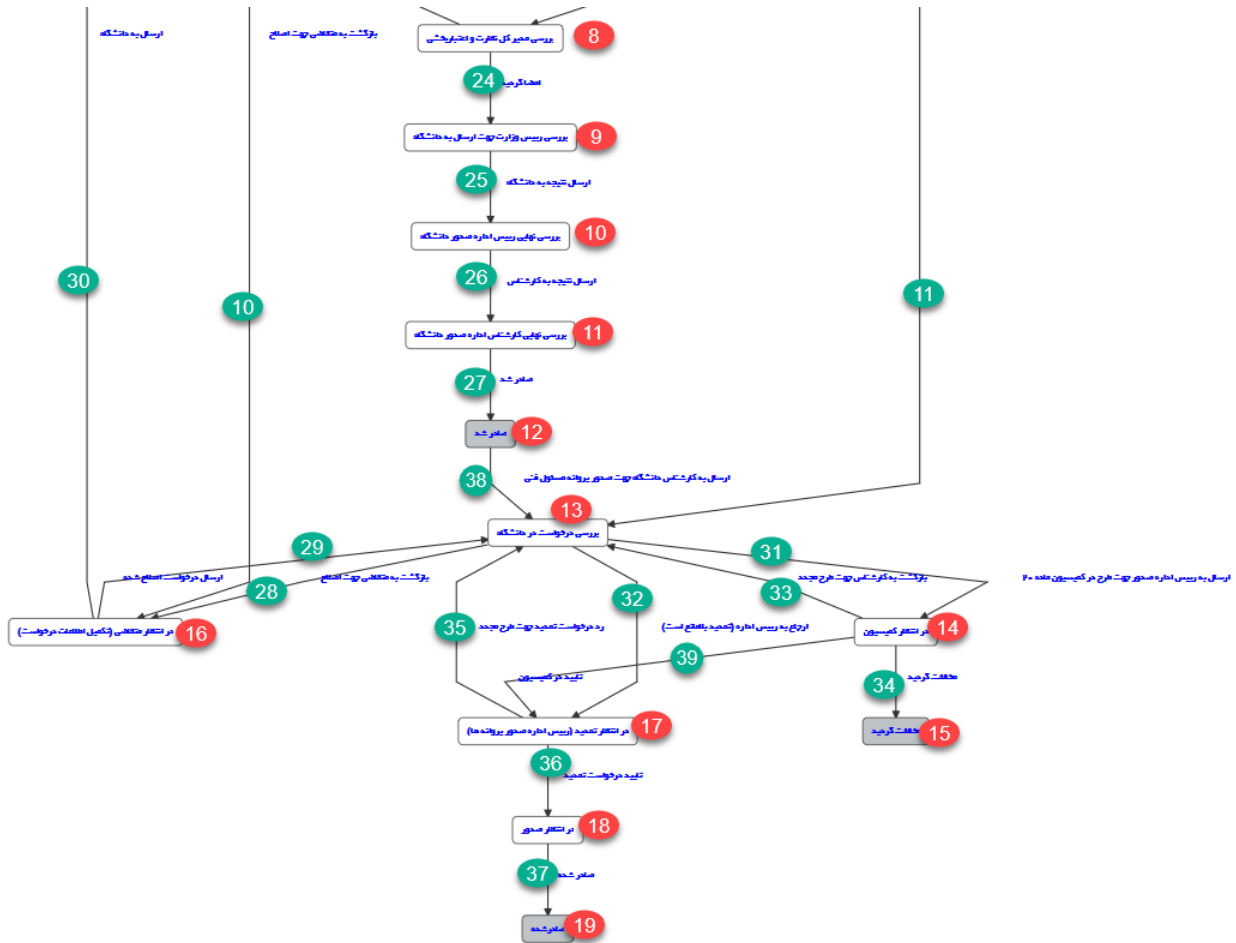 ارسال به دانشگاه
بازگشت به متقاضی جهت اصلاح
بررسی مدیر کل نظارت و اعتباربخشی
8
24
امضا گردید
بررسی رییس وزارت جهت ارسال به دانشگاه
9
25
ارسال نتیجه به دانشگاه
بررسی نهایی رییس اداره صدور دانشگاه
10
30
26
ارسال نتیجه به کارشناس
10
11
بررسی نهایی کارشناس اداره صدور دانشگاه
11
27
صادر شد
صادر شد
12
38
ارسال به کارشناس دانشگاه جهت صدور پروانه مسئول فنی
13
بررسی درخواست در دانشگاه
29
31
ارسال درخواست اصلاح شده
28
بازگشت به متقاضی جهت اصلاح
32
33
بازگشت به کارشناس جهت طرح مجدد
ارسال به رییس اداره صدور جهت طرح در کمیسیون ماده 20
در انتظار متقاضی (تکمیل اطلاعات درخواست)
16
35
رد درخواست تمدید جهت طرح مجدد
ارجاع به رییس اداره (تمدید بلامانع است)
در انتظار کمیسیون
14
39
تایید در کمیسیون
34
مخالفت گردید
در انتظار تمدید (رییس اداره صدور پروانه ها)
17
مخالفت گردید
15
36
تایید درخواست تمدید
در انتظار صدور
18
37
صادر شده
صادر شده
19